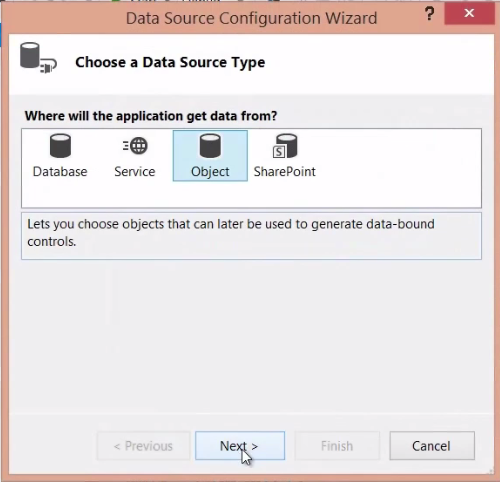 Data Source Configuration Wizard
?
x
Choose a Data Source Type
Where will the application get data from?
Database
Service
Object
S
SharePoint
Lets you choose objects that can later be used to generate data-bound
controls.
< Previous
Next >
Finish
Cancel